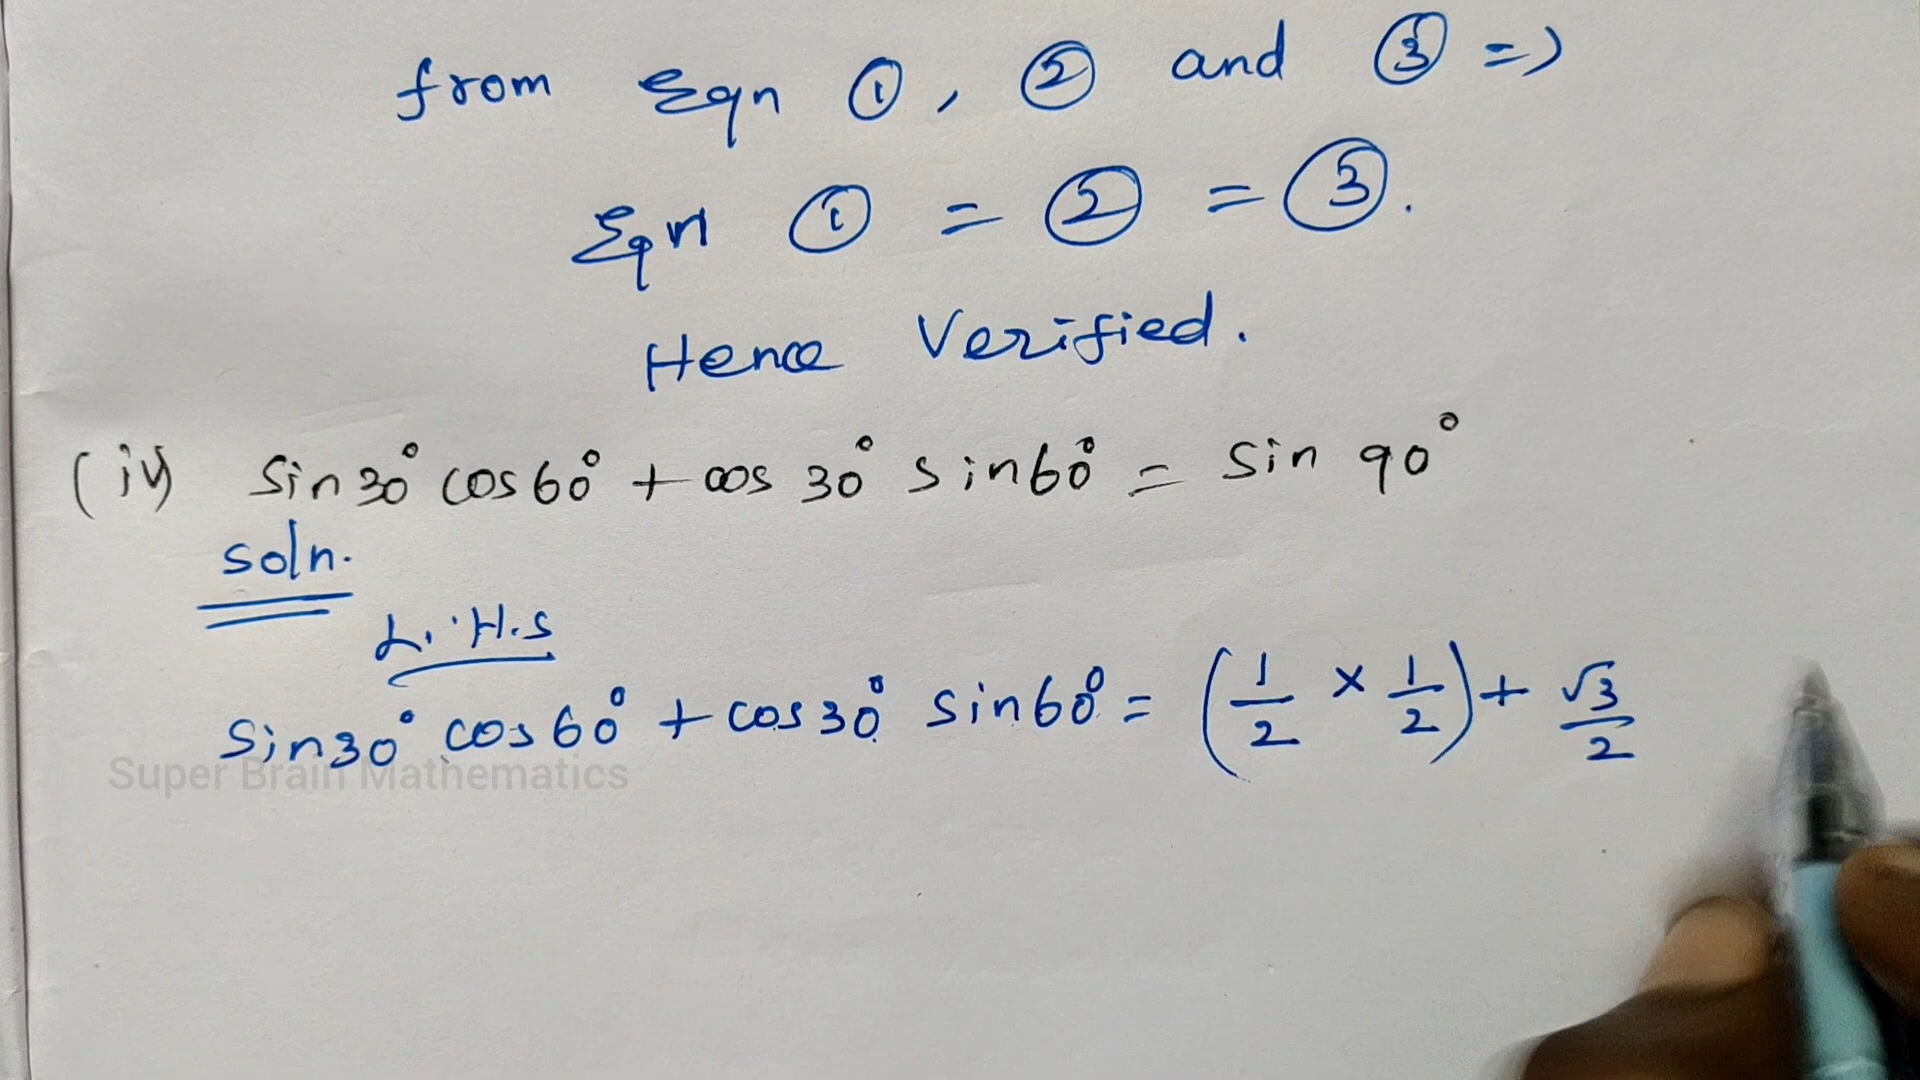 from Eqn ①, ② and ③ =>
Eqn ① = ② = ③.
Hence Verified.
(iv) Sin 30° cos 60° + cos 30° sin 60° = sin 90°
Soln.
L.H.S
Sin 30° cos 60° + cos 30° sin 60° = (1/2 × 1/2) + √3/2
Super Brain Mathematics